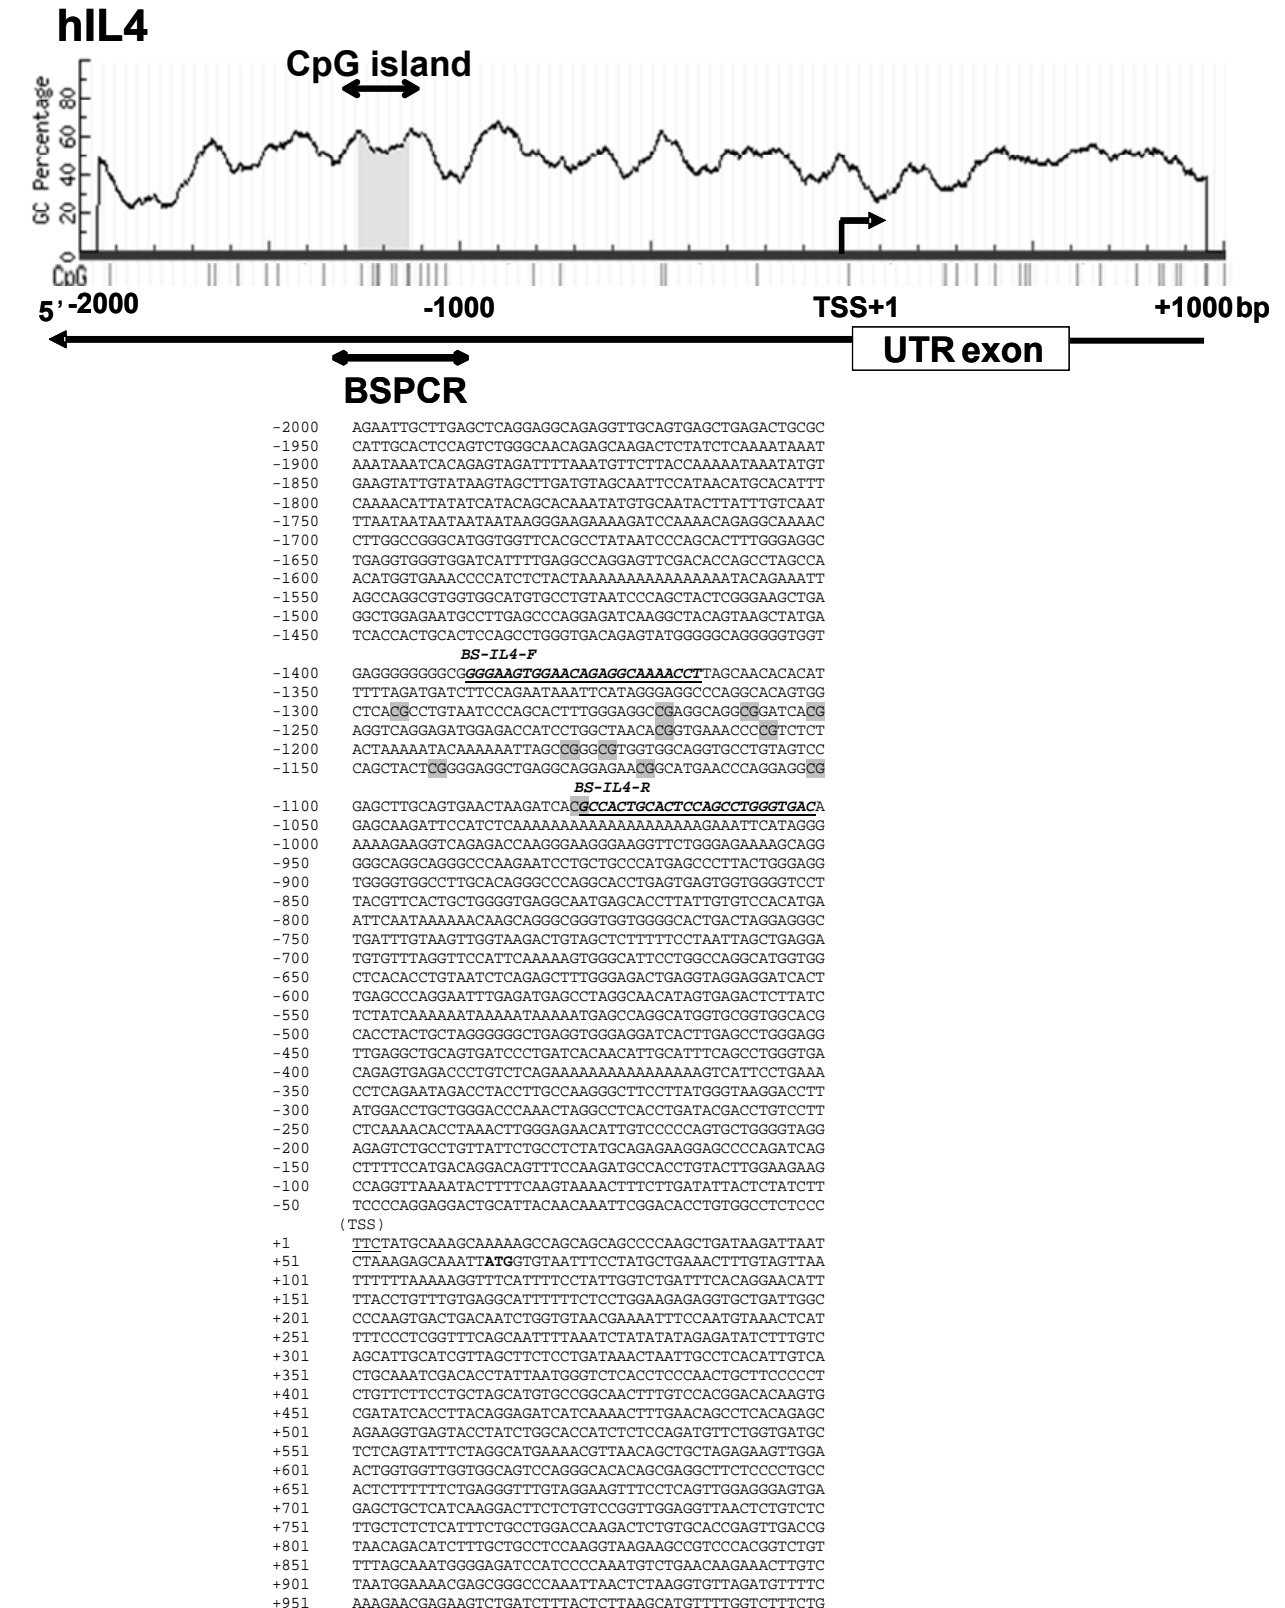 hIL4
CpG island
GC Percentage
80
60
40
20
0
CpG
5' -2000 -1000 TSS+1 +1000bp
UTR exon
BSPCR
-2000 AGAATTGCTTGAGCTCAGGAGGCAGAGGTTGCAGTGAGCTGAGACTGCGC
-1950 CATTGCACTCCAGTCTGGGCAACAGAGCAAGACTCTATCTCAAAATAAAT
-1900 AAATAAATCACAGAGTAGATTTTAAATGTTCTTACCAAAAATAAATATGT
-1850 GAAGTATTGTATAAGTAGCTTGATGTAGCAATTCCATAACATGCACATTT
-1800 CAAAACATTATATCATACAGCACAAATATGTGCAATACTTATTTGTCAAT
-1750 TTAATAATAATAATAATAAGGGAAGAAAAGATCCAAAACAGAGGCAAAAC
-1700 CTTGGCCGGGCATGGTGGTTCACGCCTATAATCCCAGCACTTTGGGAGGC
-1650 TGAGGTGGGTGGATCATTTTGAGGCCAGGAGTTCGACACCAGCCTAGCCA
-1600 ACATGGTGAAACCCCATCTCTACTAAAAAAAAAAAAAAAATACAGAAATT
-1550 AGCCAGGCGTGGTGGCATGTGCCTGTAATCCCAGCTACTCGGGAAGCTGA
-1500 GGCTGGAGAATGCCTTGAGCCCAGGAGATCAAGGCTACAGTAAGCTATGA
-1450 TCACCACTGCACTCCAGCCTGGGTGACAGAGTATGGGGGCAGGGGGTGGT
BS-IL4-F
-1400 GAGGGGGGGGCGGGGAAGTGGAACAGAGGCAAAACCTTAGCAACACACAT
-1350 TTTTAGATGATCTTCCAGAATAAATTCATAGGGAGGCCCAGGCACAGTGG
-1300 CTCACGCCTGTAATCCCAGCACTTTGGGAGGCCGAGGCAGGCGGATCACG
-1250 AGGTCAGGAGATGGAGACCATCCTGGCTAACACGGTGAAACCCCGTCTCT
-1200 ACTAAAAATACAAAAAATTAGCCGGGCGTGGTGGCAGGTGCCTGTAGTCC
-1150 CAGCTACTCGGGGAGGCTGAGGCAGGAGAACGGCATGAACCCAGGAGGCG
BS-IL4-R
-1100 GAGCTTGCAGTGAACTAAGATCACGCCACTGCACTCCAGCCTGGGTGACA
-1050 GAGCAAGATTCCATCTCAAAAAAAAAAAAAAAAAAAAGAAATTCATAGGG
-1000 AAAAGAAGGTCAGAGACCAAGGGAAGGGAAGGTTCTGGGAGAAAAGCAGG
-950 GGGCAGGCAGGGCCCAAGAATCCTGCTGCCCATGAGCCCTTACTGGGAGG
-900 TGGGGTGGCCTTGCACAGGGCCCAGGCACCTGAGTGAGTGGTGGGGTCCT
-850 TACGTTCACTGCTGGGGTGAGGCAATGAGCACCTTATTGTGTCCACATGA
-800 ATTCAATAAAAAACAAGCAGGGCGGGTGGTGGGGCACTGACTAGGAGGGC
-750 TGATTTGTAAGTTGGTAAGACTGTAGCTCTTTTTCCTAATTAGCTGAGGA
-700 TGTGTTTAGGTTCCATTCAAAAAGTGGGCATTCCTGGCCAGGCATGGTGG
-650 CTCACACCTGTAATCTCAGAGCTTTGGGAGACTGAGGTAGGAGGATCACT
-600 TGAGCCCAGGAATTTGAGATGAGCCTAGGCAACATAGTGAGACTCTTATC
-550 TCTATCAAAAAATAAAAATAAAAATGAGCCAGGCATGGTGCGGTGGCACG
-500 CACCTACTGCTAGGGGGGCTGAGGTGGGAGGATCACTTGAGCCTGGGAGG
-450 TTGAGGCTGCAGTGATCCCTGATCACAACATTGCATTTCAGCCTGGGTGA
-400 CAGAGTGAGACCCTGTCTCAGAAAAAAAAAAAAAAAAAGTCATTCCTGAAA
-350 CCTCAGAATAGACCTACCTTGCCAAGGGCTTCCTTATGGGTAAGGACCTT
-300 ATGGACCTGCTGGGACCCAAACTAGGCCTCACCTGATACGACCTGTCCTT
-250 CTCAAAACACCTAAACTTGGGAGAACATTGTCCCCCAGTGCTGGGGTAGG
-200 AGAGTCTGCCTGTTATTCTGCCTCTATGCAGAGAAGGAGCCCCAGATCAG
-150 CTTTTCCATGACAGGACAGTTTCCAAGATGCCACCTGTACTTGGAAGAAG
-100 CCAGGTTAAAATACTTTTCAAGTAAAACTTTCTTGATATTACTCTATCTT
-50 TCCCCAGGAGGACTGCATTACAACAAATTCGGACACCTGTGGCCTCTCCC
(TSS)
+1 TTCTATGCAAAGCAAAAAGCCAGCAGCAGCCCCAAGCTGATAAGATTAAT
+51 CTAAAGAGCAAATTATGGTGTAATTTCCTATGCTGAAACTTTGTAGTTAA
+101 TTTTTTAAAAAGGTTTCATTTTCCTATTGGTCTGATTTCACAGGAACATT
+151 TTACCTGTTTGTGAGGCATTTTTTCTCCTGGAAGAGAGGTGCTGATTGGC
+201 CCCAAGTGACTGACAATCTGGTGTAACGAAAATTTCCAATGTAAACTCAT
+251 TTTCCCTCGGTTTCAGCAATTTTAAATCTATATATAGAGATATCTTTGTC
+301 AGCATTGCATCGTTAGCTTCTCCTGATAAACTAATTGCCTCACATTGTCA
+351 CTGCAAATCGACACCTATTAATGGGTCTCACCTCCCAACTGCTTCCCCCT
+401 CTGTTCTTCCTGCTAGCATGTGCCGGCAACTTTGTCCACGGACACAAGTG
+451 CGATATCACCTTACAGGAGATCATCAAAACTTTGAACAGCCTCACAGAGC
+501 AGAAGGTGAGTACCTATCTGGCACCATCTCTCCAGATGTTCTGGTGATGC
+551 TCTCAGTATTTCTAGGCATGAAAACGTTAACAGCTGCTAGAGAAGTTGGA
+601 ACTGGTGGTTGGTGGCAGTCCAGGGCACACAGCGAGGCTTCTCCCCTGCC
+651 ACTCTTTTTTCTGAGGGTTTGTAGGAAGTTTCCTCAGTTGGAGGGAGTGA
+701 GAGCTGCTCATCAAGGACTTCTCTGTCCGGTTGGAGGTTAACTCTGTCTC
+751 TTGCTCTCTCATTTCTGCCTGGACCAAGACTCTGTGCACCGAGTTGACCG
+801 TAACAGACATCTTTGCTGCCTCCAAGGTAAGAAGCCGTCCCACGGTCTGT
+851 TTTAGCAAATGGGGAGATCCATCCCCAAATGTCTGAACAAGAAACTTGTC
+901 TAATGGAAAACGAGCGGGCCCAAATTAACTCTAAGGTGTTAGATGTTTTC
+951 AAAGAACGAGAAGTCTGATCTTTACTCTTAAGCATGTTTTGGTCTTTCTG